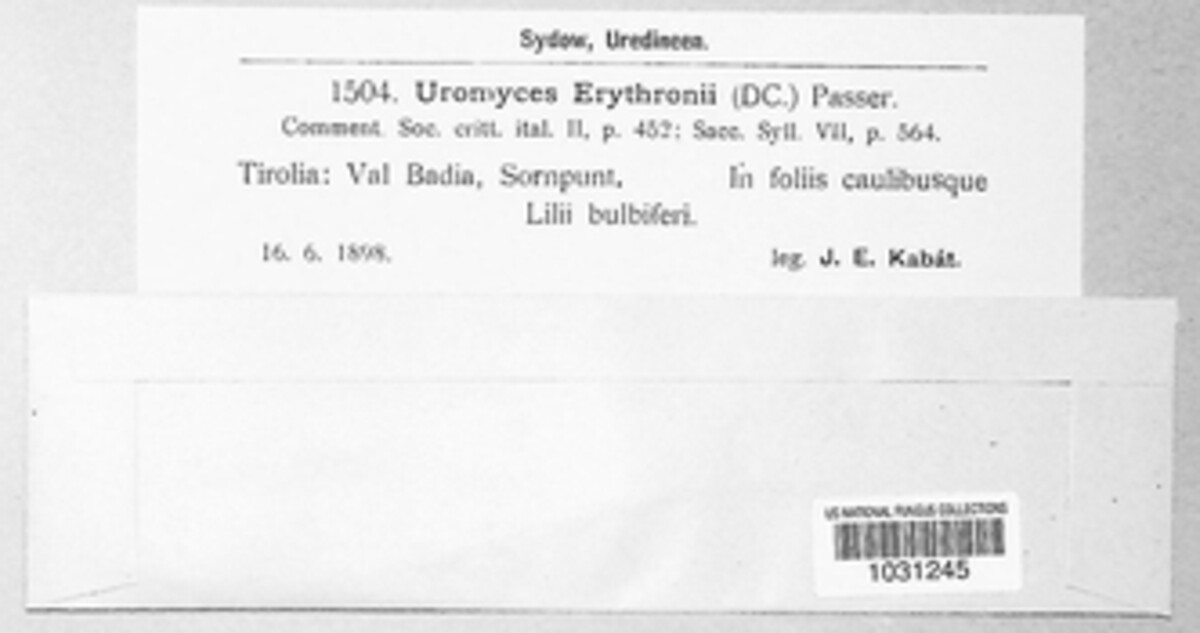 Sydow, Uredineen.
1504. Uromyces Erythronii (DC.) Passer.
Comment. Soc. critt. ital. II, p. 452; Sacc. Syll. VII, p. 564.
Tirolia: Val Badia, Sornpunt. In foliis caulibusque
Lilii bulbiferi.
16. 6. 1898. leg. J. E. Kabát.
US NATIONAL FUNGUS COLLECTIONS
1031245